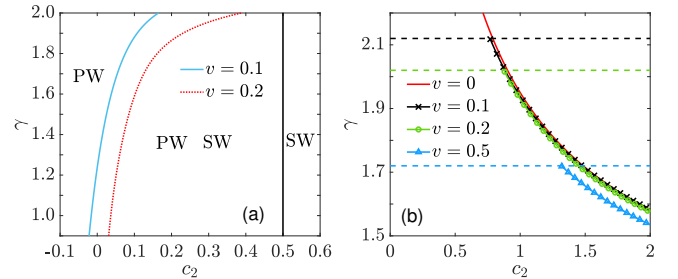 2.0
1.8
1.6
1.4
1.2
1.0
γ
PW
v = 0.1
v = 0.2
PW SW SW
(a)
-0.1 0 0.1 0.2 0.3 0.4 0.5 0.6
c₂
2.1
1.9
1.7
1.5
γ
v = 0
v = 0.1
v = 0.2
v = 0.5
(b)
0 0.5 1 1.5 2
c₂